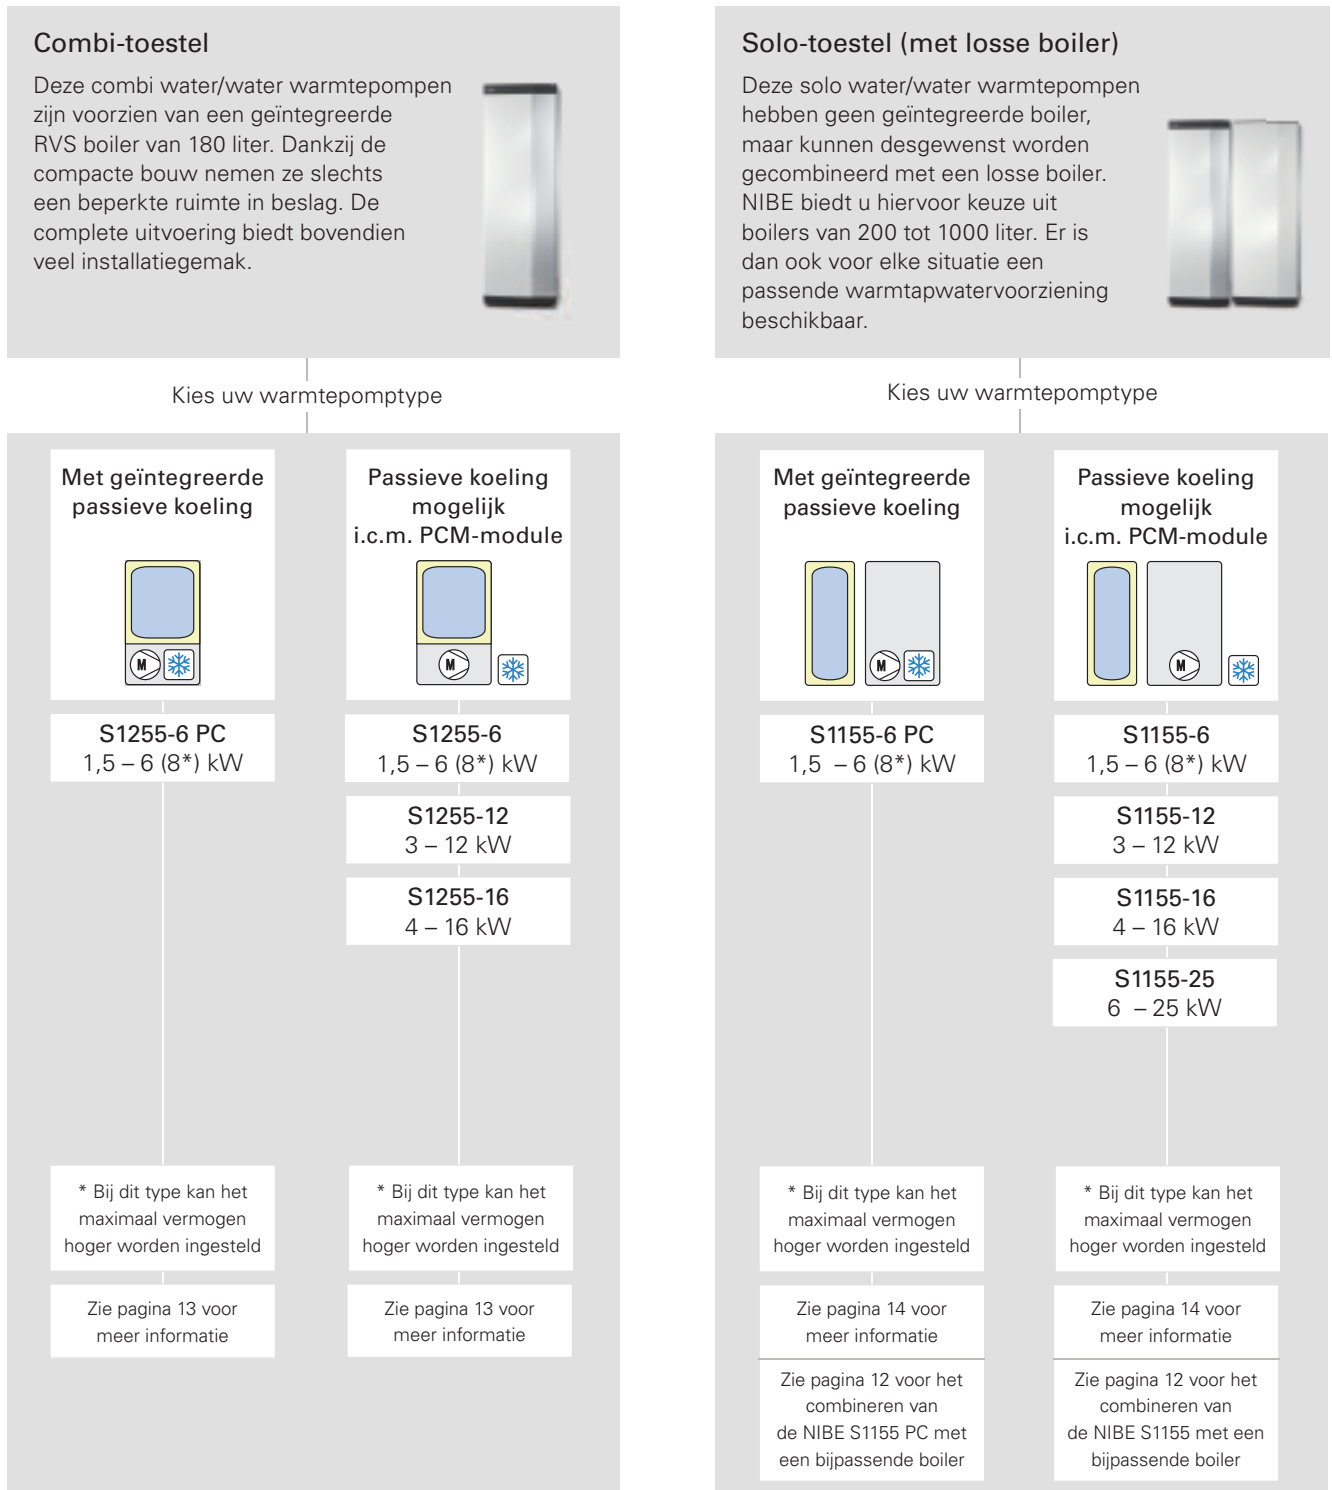 Combi-toestel
Deze combi water/water warmtepompen
zijn voorzien van een geïntegreerde
RVS boiler van 180 liter. Dankzij de
compacte bouw nemen ze slechts
een beperkte ruimte in beslag. De
complete uitvoering biedt bovendien
veel installatiegemak.
Kies uw warmtepomptype
Met geïntegreerde
passieve koeling
M
S1255-6 PC
1,5 – 6 (8*) kW
* Bij dit type kan het
maximaal vermogen
hoger worden ingesteld
Zie pagina 13 voor
meer informatie
Passieve koeling
mogelijk
i.c.m. PCM-module
M
S1255-6
1,5 – 6 (8*) kW
S1255-12
3 – 12 kW
S1255-16
4 – 16 kW
* Bij dit type kan het
maximaal vermogen
hoger worden ingesteld
Zie pagina 13 voor
meer informatie
Solo-toestel (met losse boiler)
Deze solo water/water warmtepompen
hebben geen geïntegreerde boiler,
maar kunnen desgewenst worden
gecombineerd met een losse boiler.
NIBE biedt u hiervoor keuze uit
boilers van 200 tot 1000 liter. Er is
dan ook voor elke situatie een
passende warmtapwatervoorziening
beschikbaar.
Kies uw warmtepomptype
Met geïntegreerde
passieve koeling
M
S1155-6 PC
1,5 – 6 (8*) kW
* Bij dit type kan het
maximaal vermogen
hoger worden ingesteld
Zie pagina 14 voor
meer informatie
Zie pagina 12 voor het
combineren van
de NIBE S1155 PC met
een bijpassende boiler
Passieve koeling
mogelijk
i.c.m. PCM-module
M
S1155-6
1,5 – 6 (8*) kW
S1155-12
3 – 12 kW
S1155-16
4 – 16 kW
S1155-25
6 – 25 kW
* Bij dit type kan het
maximaal vermogen
hoger worden ingesteld
Zie pagina 14 voor
meer informatie
Zie pagina 12 voor het
combineren van
de NIBE S1155 met een
bijpassende boiler